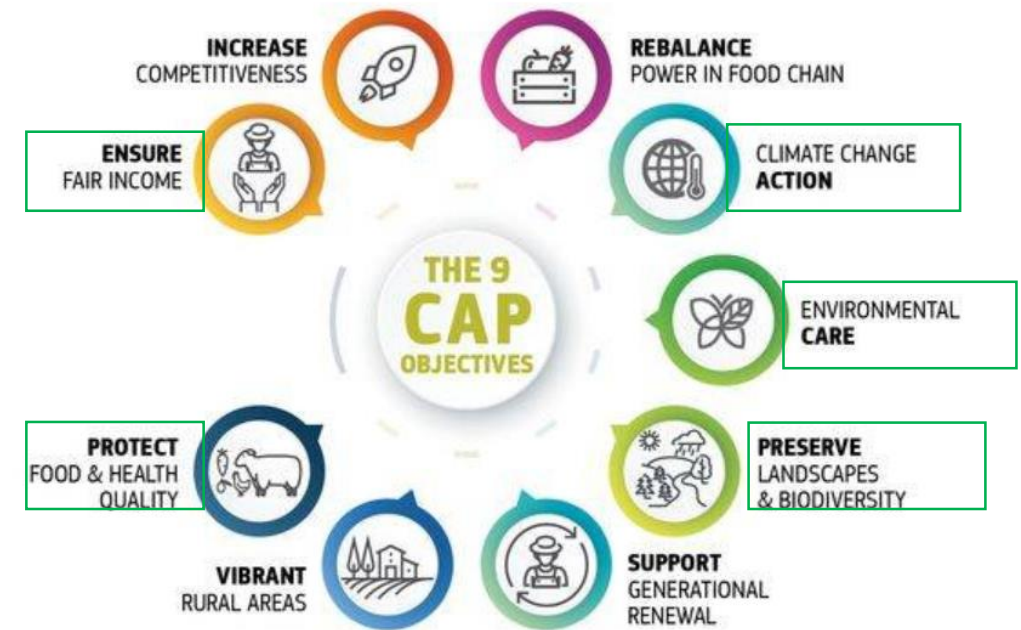 INCREASE
COMPETITIVENESS
REBALANCE
POWER IN FOOD CHAIN
ENSURE
FAIR INCOME
CLIMATE CHANGE
ACTION
THE 9
CAP
OBJECTIVES
ENVIRONMENTAL
CARE
PROTECT
FOOD & HEALTH
QUALITY
PRESERVE
LANDSCAPES
& BIODIVERSITY
VIBRANT
RURAL AREAS
SUPPORT
GENERATIONAL
RENEWAL